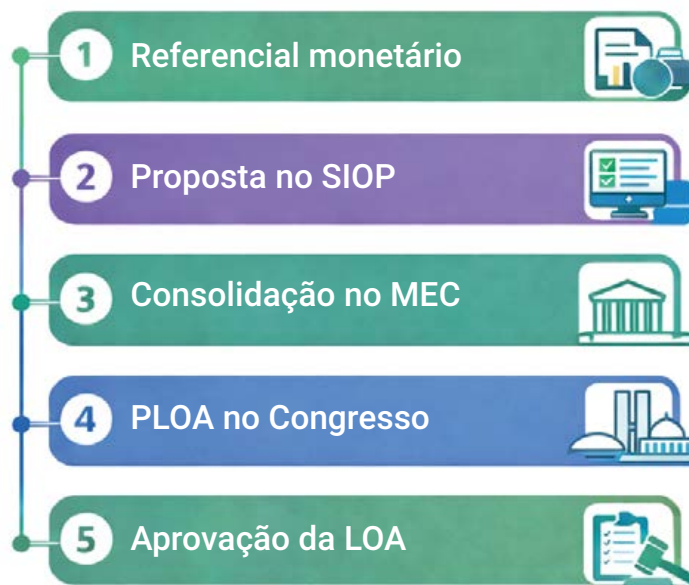 1 Referencial monetário
2 Proposta no SIOP
3 Consolidação no MEC
4 PLOA no Congresso
5 Aprovação da LOA